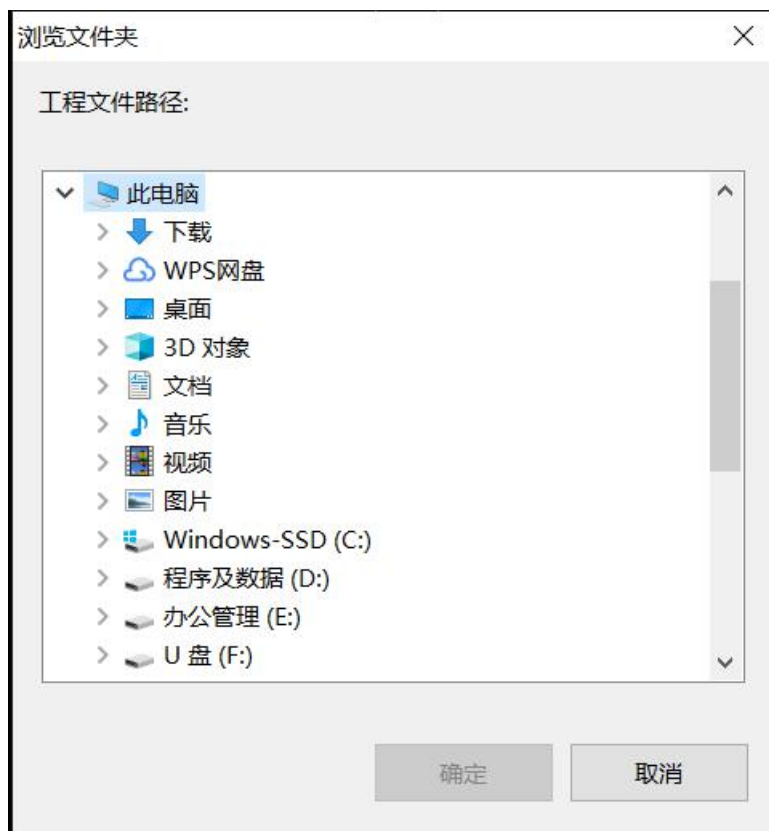 浏览文件夹
工程文件路径:
此电脑
下载
WPS网盘
桌面
3D 对象
文档
音乐
视频
图片
Windows-SSD (C:)
程序及数据 (D:)
办公管理 (E:)
U 盘 (F:)
确定
取消